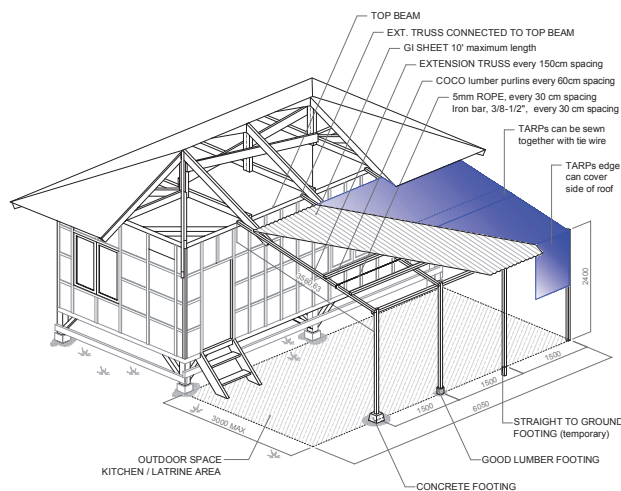 TOP BEAM
EXT. TRUSS CONNECTED TO TOP BEAM
GI SHEET 10' maximum length
EXTENSION TRUSS every 150cm spacing
COCO lumber purlins every 60cm spacing
5mm ROPE, every 30 cm spacing
Iron bar, 3/8-1/2", every 30 cm spacing
TARPs can be sewn
together with tie wire
TARPs edge
can cover
side of roof
3560.63
2400
1500
1500
1500
6050
3000 MAX
STRAIGHT TO GROUND
FOOTING (temporary)
OUTDOOR SPACE
KITCHEN / LATRINE AREA
GOOD LUMBER FOOTING
CONCRETE FOOTING